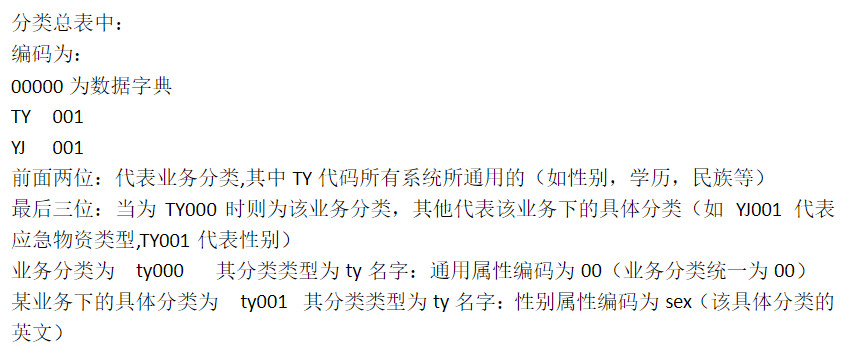 分类总表中：
编码为：
00000 为数据字典
TY 001
YJ 001
前面两位：代表业务分类,其中 TY 代码所有系统所通用的（如性别，学历，民族等）
最后三位：当为 TY000 时则为该业务分类，其他代表该业务下的具体分类（如 YJ001 代表
应急物资类型,TY001 代表性别）
业务分类为 ty000 其分类类型为 ty 名字：通用属性编码为 00（业务分类统一为 00）
某业务下的具体分类为 ty001 其分类类型为 ty 名字：性别属性编码为 sex（该具体分类的
英文）